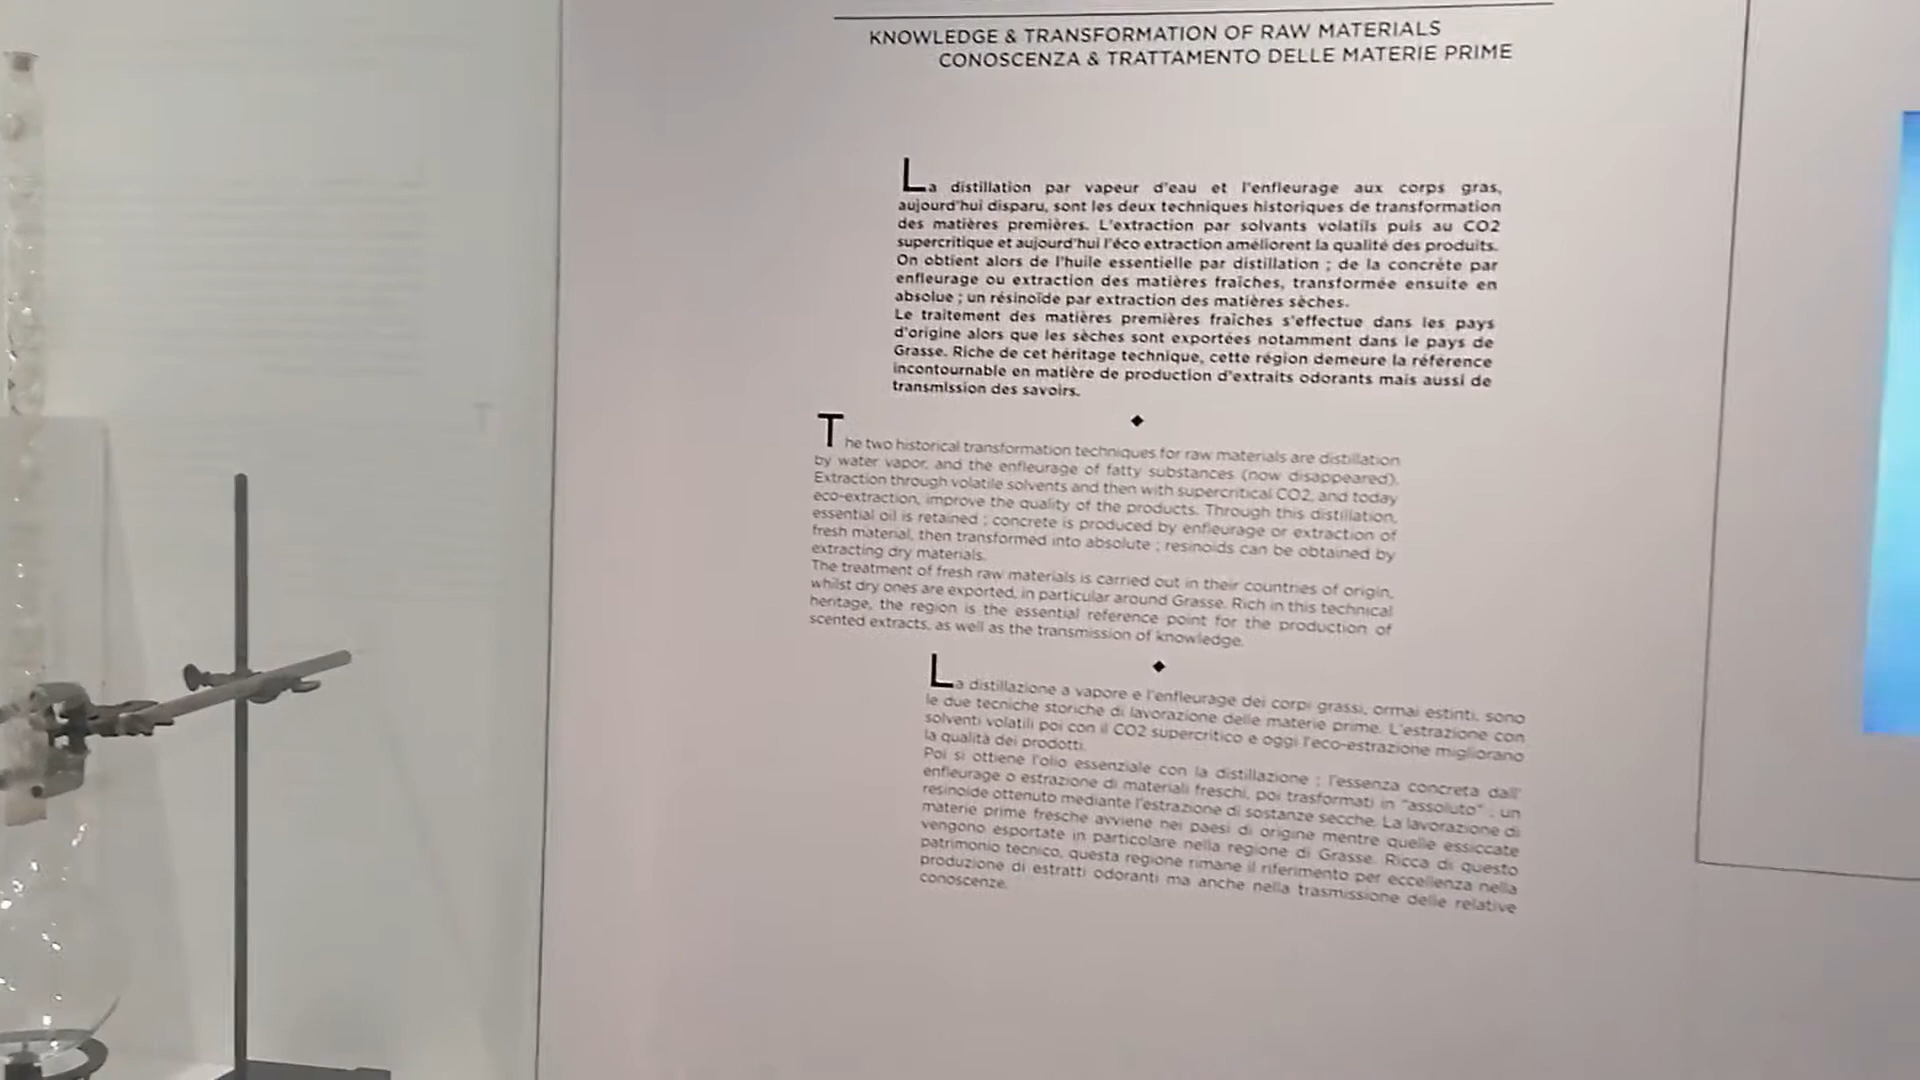 KNOWLEDGE & TRANSFORMATION OF RAW MATERIALS
CONOSCENZA & TRATTAMENTO DELLE MATERIE PRIME
La distillation par vapeur d'eau et l'enfleurage aux corps gras,
aujourd'hui disparu, sont les deux techniques historiques de transformation
des matières premières. L'extraction par solvants volatils puis au CO2
supercritique et aujourd'hui l'éco extraction améliorent la qualité des produits.
On obtient alors de l'huile essentielle par distillation ; de la concrète par
enfleurage ou extraction des matières fraîches, transformée ensuite en
absolue ; un résinoïde par extraction des matières sèches.
Le traitement des matières premières fraîches s'effectue dans les pays
d'origine alors que les sèches sont exportées notamment dans le pays de
Grasse. Riche de cet héritage technique, cette région demeure la référence
incontournable en matière de production d'extraits odorants mais aussi de
transmission des savoirs.
The two historical transformation techniques for raw materials are distillation
by water vapor, and the enfleurage of fatty substances (now disappeared).
Extraction through volatile solvents and then with supercritical CO2, and today
eco-extraction, improve the quality of the products. Through this distillation,
essential oil is retained ; concrete is produced by enfleurage or extraction of
fresh material, then transformed into absolute ; resinoids can be obtained by
extracting dry materials.
The treatment of fresh raw materials is carried out in their countries of origin,
whilst dry ones are exported, in particular around Grasse. Rich in this technical
heritage, the region is the essential reference point for the production of
scented extracts, as well as the transmission of knowledge.
La distillazione a vapore e l'enfleurage dei corpi grassi, ormai estinti, sono
le due tecniche storiche di lavorazione delle materie prime. L'estrazione con
solventi volatili poi con il CO2 supercritico e oggi l'eco-estrazione migliorano
la qualità dei prodotti.
Poi si ottiene l'olio essenziale con la distillazione ; l'essenza concreta dall'
enfleurage o estrazione di materiali freschi, poi trasformati in "assoluto" ; un
resinoide ottenuto mediante l'estrazione di sostanze secche. La lavorazione di
materie prime fresche avviene nei paesi di origine mentre quelle essiccate
vengono esportate in particolare nella regione di Grasse. Ricca di questo
patrimonio tecnico, questa regione rimane il riferimento per eccellenza nella
produzione di estratti odoranti ma anche nella trasmissione delle relative
conoscenze.